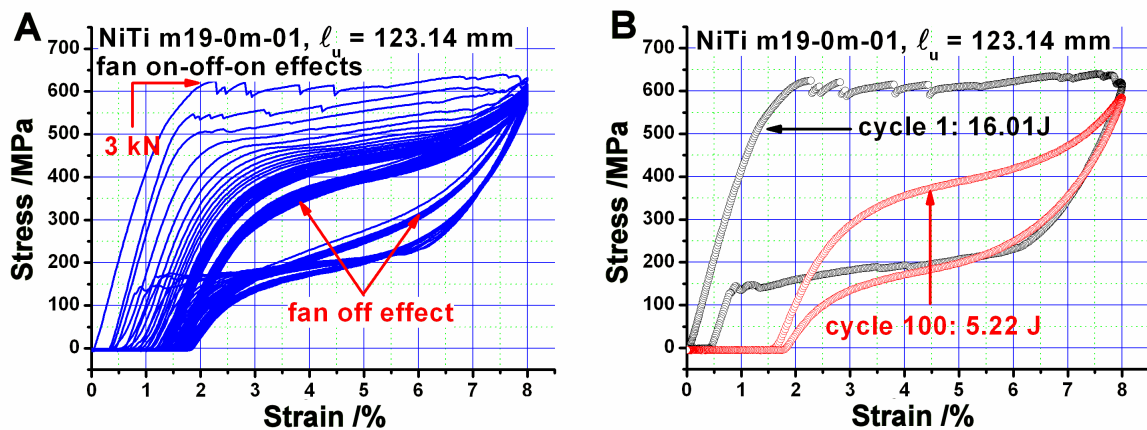 A
NiTi m19-0m-01, ℓu = 123.14 mm
fan on-off-on effects
3 kN
fan off effect
Stress /MPa
700
600
500
400
300
200
100
0
0 1 2 3 4 5 6 7 8
Strain /%
B
NiTi m19-0m-01, ℓu = 123.14 mm
cycle 1: 16.01J
cycle 100: 5.22 J
Stress /MPa
700
600
500
400
300
200
100
0
0 1 2 3 4 5 6 7 8
Strain /%